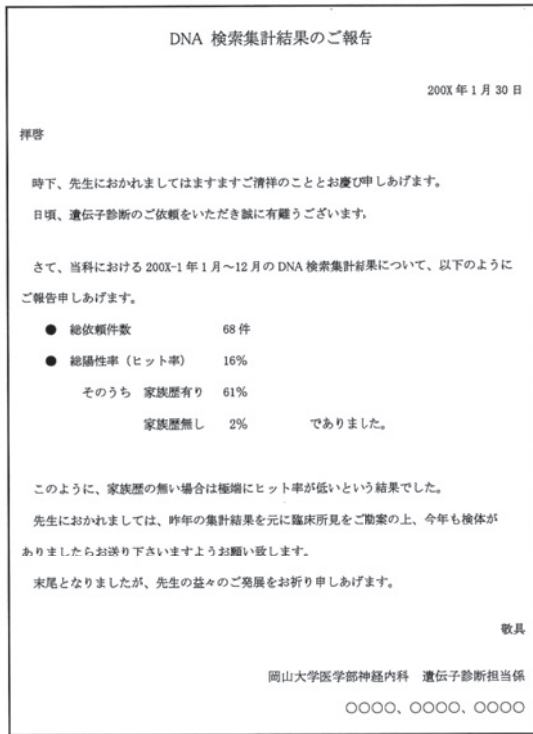 DNA 検索集計結果のご報告
200X 年 1 月 30 日
拝啓
時下、先生におかれましてはますますご清祥のこととお慶び申しあげます。
日頃、遺伝子診断のご依頼をいただき誠に有難うございます。
さて、当科における 200X-1 年 1 月～12 月の DNA 検索集計結果について、以下のように
ご報告申しあげます。
● 総依頼件数 68 件
● 総陽性率（ヒット率） 16%
そのうち 家族歴有り 61%
家族歴無し 2% でありました。
このように、家族歴の無い場合は極端にヒット率が低いという結果でした。
先生におかれましては、昨年の集計結果を元に臨床所見をご勘案の上、今年も検体が
ありましたらお送り下さいますようお願い致します。
末尾となりましたが、先生の益々のご発展をお祈り申しあげます。
敬具
岡山大学医学部神経内科 遺伝子診断担当係
○○○○、○○○○、○○○○